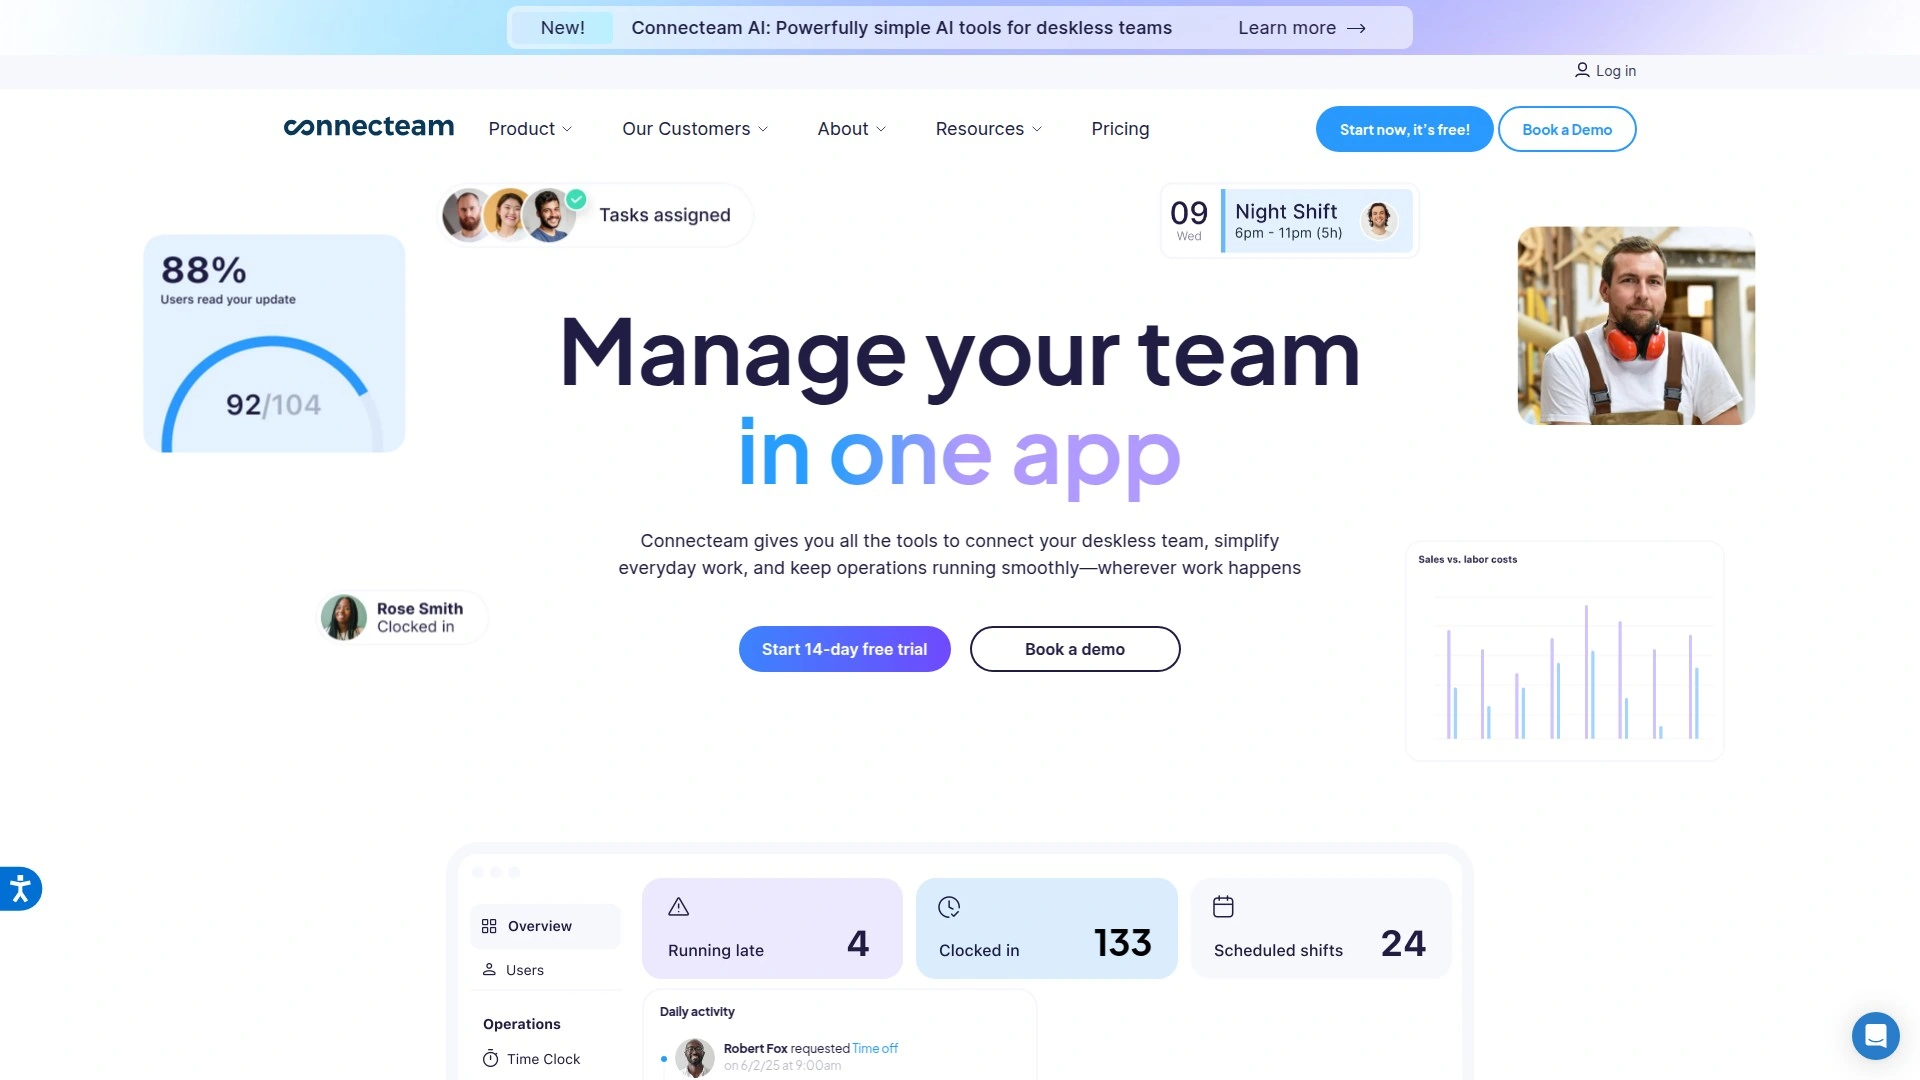 New! Connecteam AI: Powerfully simple AI tools for deskless teams Learn more
Log in
connecteam Product Our Customers About Resources Pricing Start now, it's free! Book a Demo
Tasks assigned
09
Wed
Night Shift
6pm - 11pm (5h)
88%
Users read your update
92/104
Manage your team
in one app
Connecteam gives you all the tools to connect your deskless team, simplify
everyday work, and keep operations running smoothly—wherever work happens
Rose Smith
Clocked in
Start 14-day free trial Book a demo
Sales vs. labor costs
Overview
Users
Operations
Time Clock
Running late 4
Clocked in 133
Scheduled shifts 24
Daily activity
Robert Fox requested Time off
on 6/2/25 at 9:00am